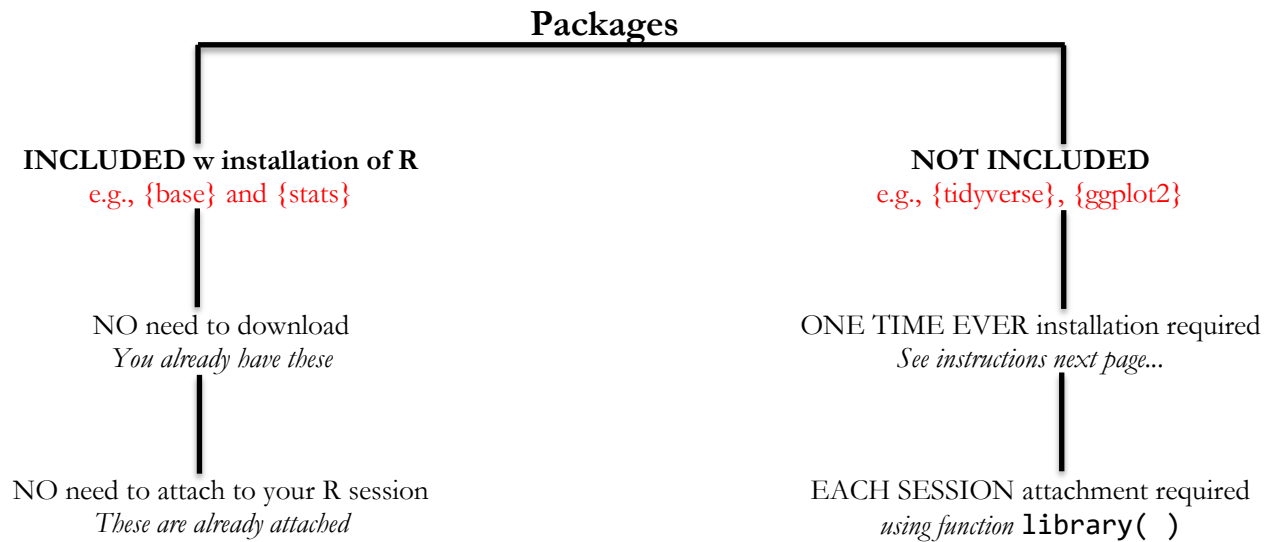 Packages
INCLUDED w installation of R
e.g., {base} and {stats}
NO need to download
You already have these
NO need to attach to your R session
These are already attached
NOT INCLUDED
e.g., {tidyverse}, {ggplot2}
ONE TIME EVER installation required
See instructions next page...
EACH SESSION attachment required
using function library( )